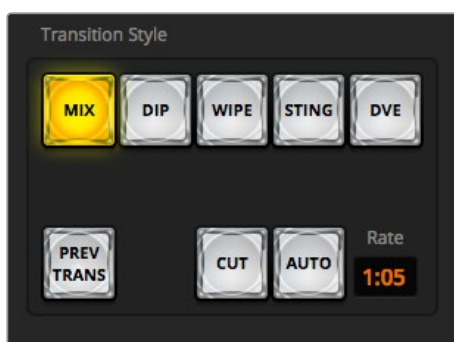 Transition Style
MIX DIP WIPE STING DVE
PREV
TRANS
CUT AUTO
Rate
1:05